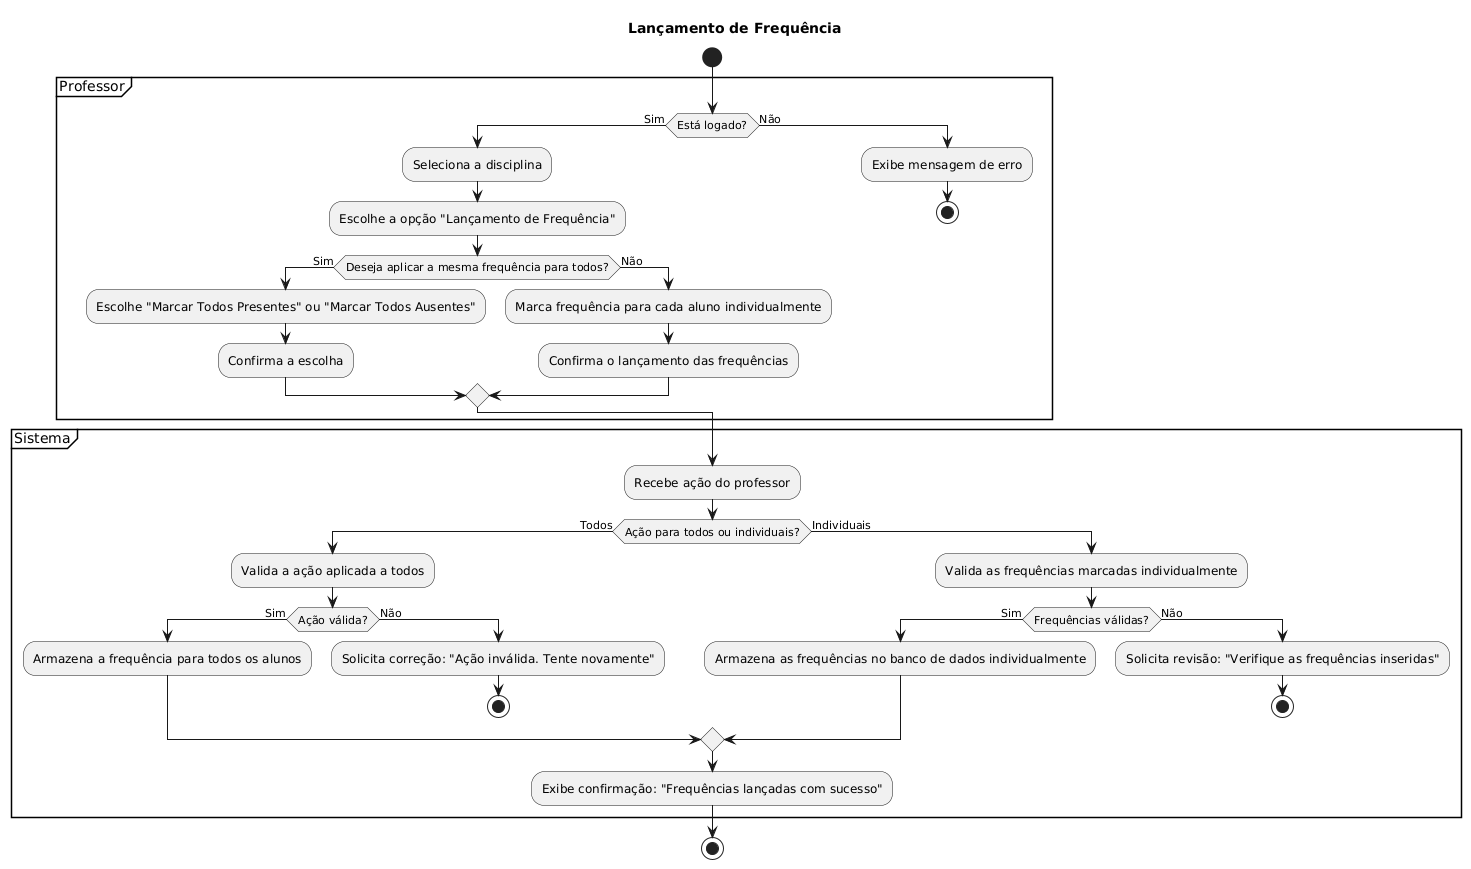 Lançamento de Frequência
Professor
Está logado?
Sim
Não
Seleciona a disciplina
Exibe mensagem de erro
Escolhe a opção "Lançamento de Frequência"
Deseja aplicar a mesma frequência para todos?
Sim
Não
Escolhe "Marcar Todos Presentes" ou "Marcar Todos Ausentes"
Marca frequência para cada aluno individualmente
Confirma a escolha
Confirma o lançamento das frequências
Sistema
Recebe ação do professor
Ação para todos ou individuais?
Todos
Individuais
Valida a ação aplicada a todos
Valida as frequências marcadas individualmente
Sim
Ação válida?
Não
Sim
Frequências válidas?
Não
Armazena a frequência para todos os alunos
Solicita correção: "Ação inválida. Tente novamente"
Armazena as frequências no banco de dados individualmente
Solicita revisão: "Verifique as frequências inseridas"
Exibe confirmação: "Frequências lançadas com sucesso"